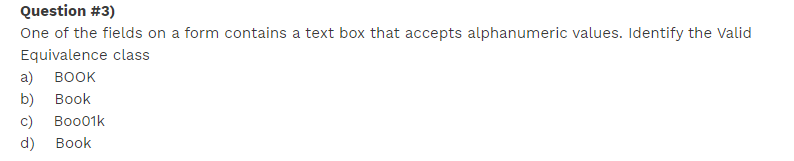 Question #3)
One of the fields on a form contains a text box that accepts alphanumeric values. Identify the Valid
Equivalence class
a) BOOK
b) Book
c) Boo01k
d) Book